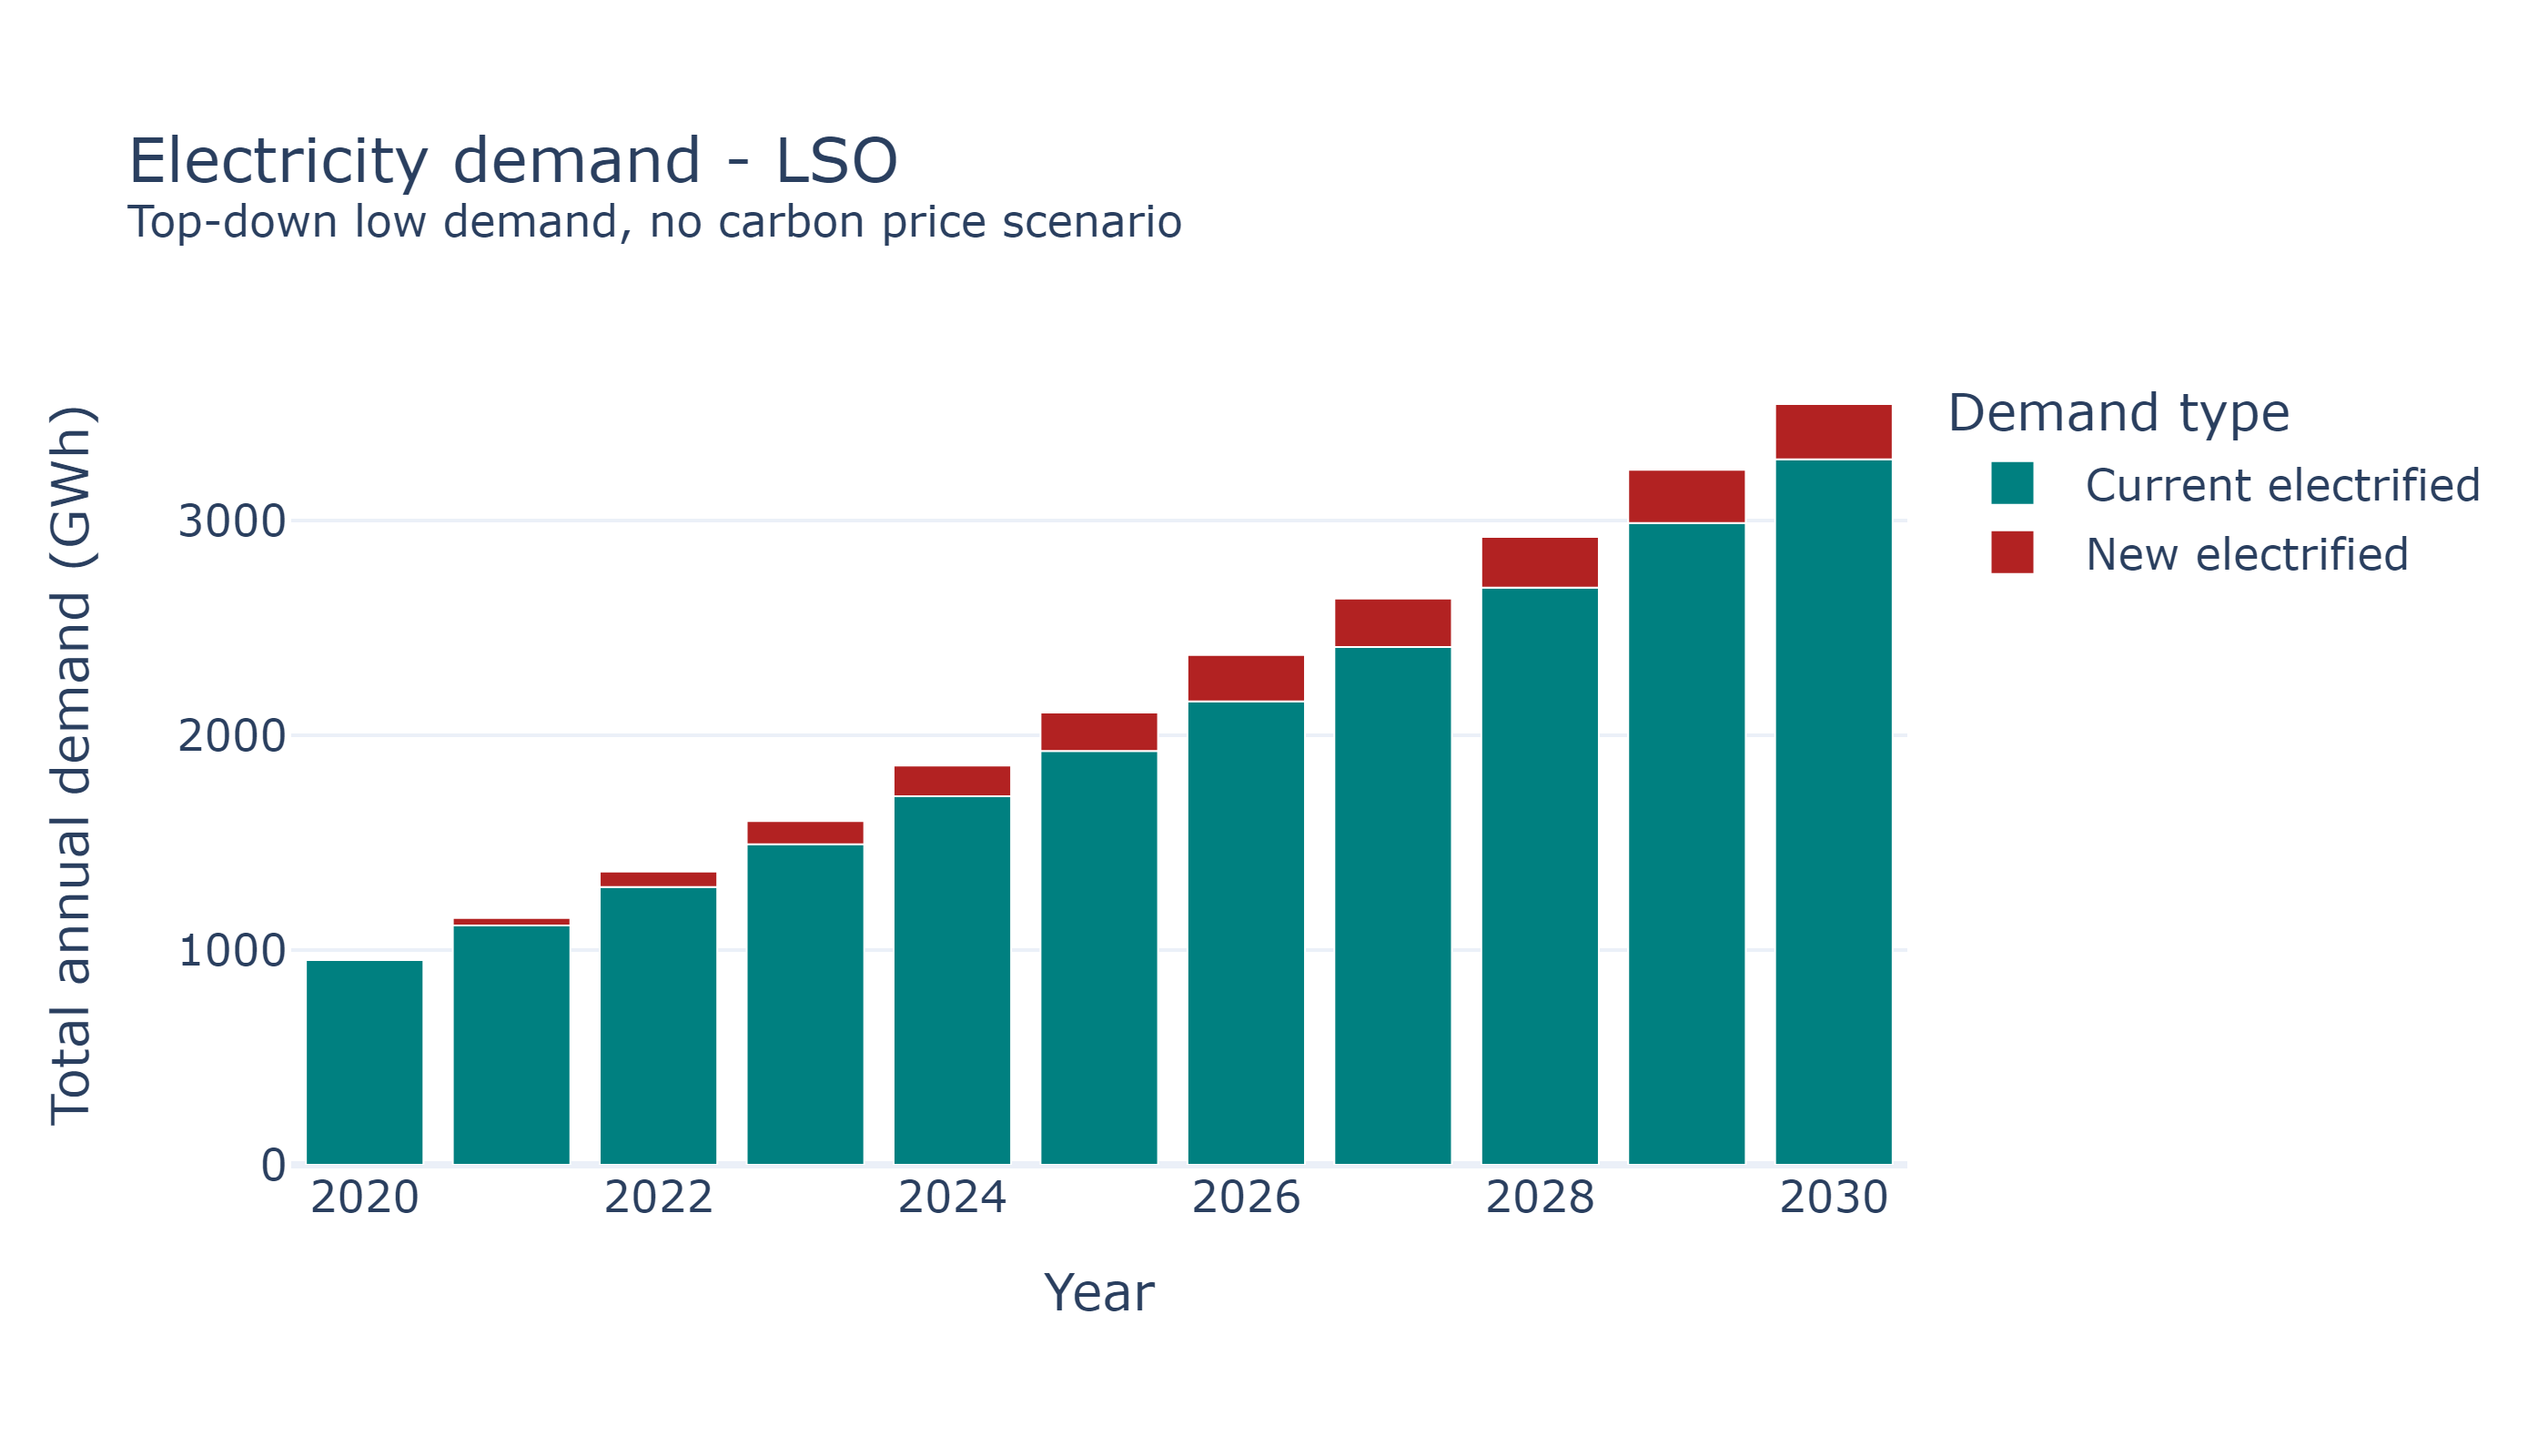 Electricity demand - LSO
Top-down low demand, no carbon price scenario
Total annual demand (GWh)
3000
2000
1000
0
2020
2022
2024
2026
2028
2030
Year
Demand type
Current electrified
New electrified